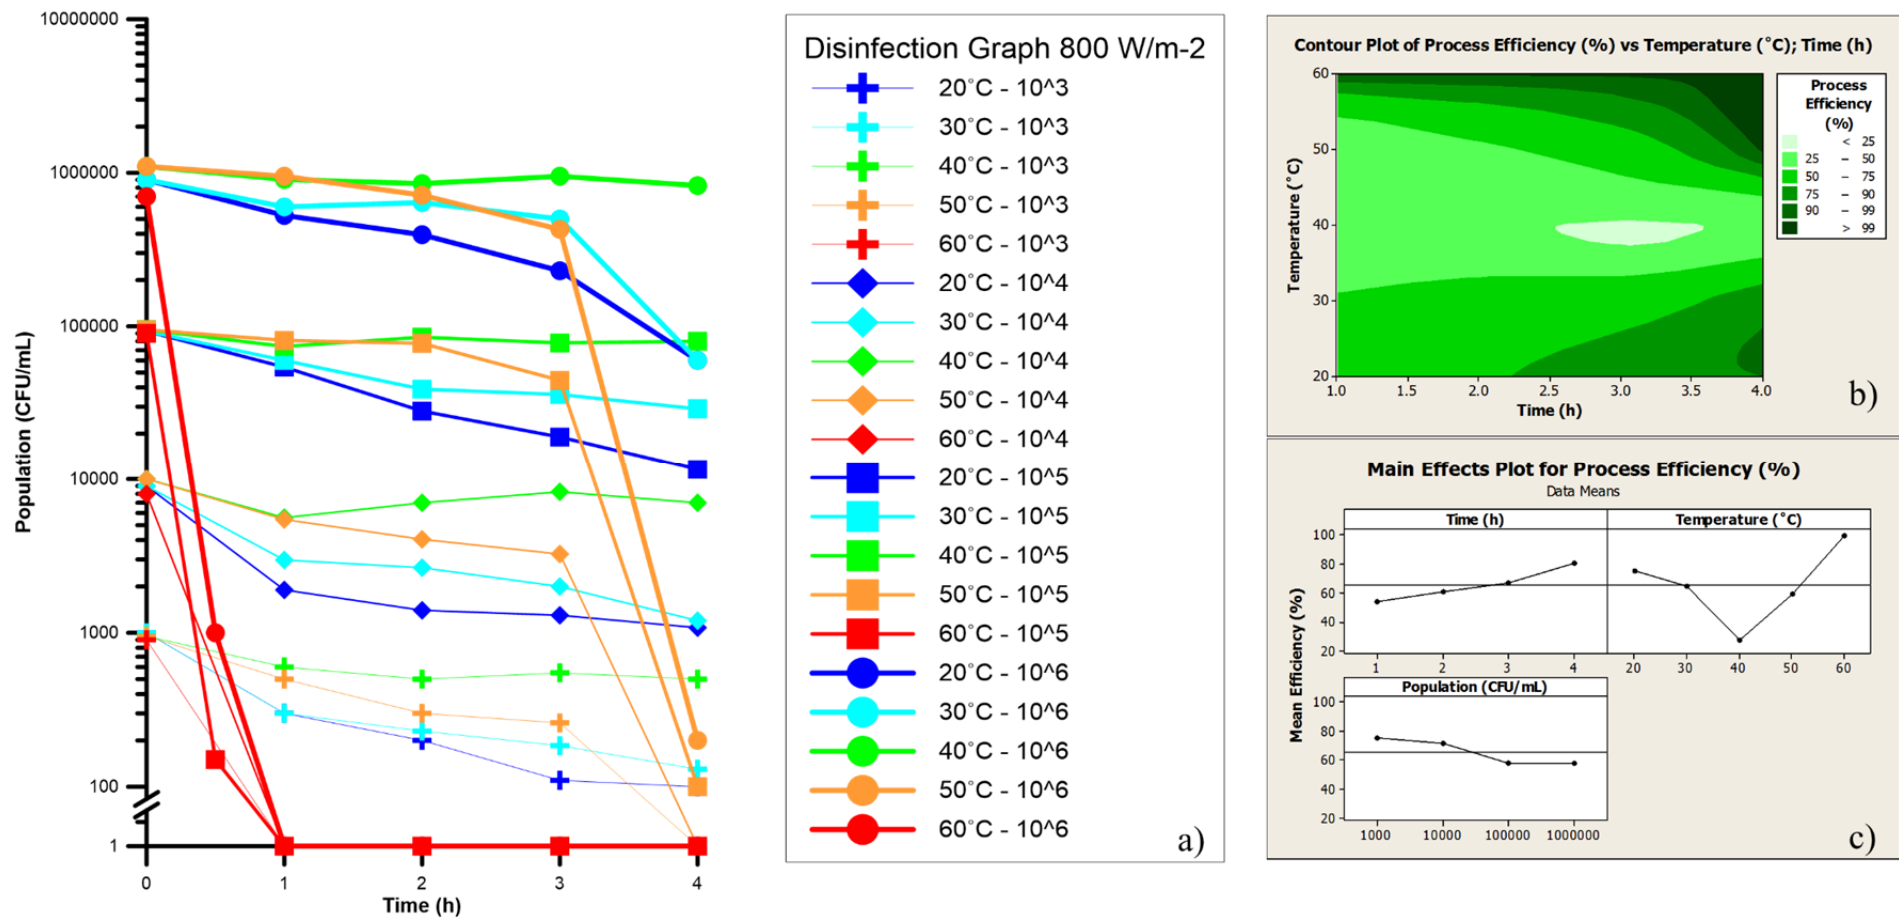 10000000
1000000
100000
10000
1000
100
1
Population (CFU/mL)
0 1 2 3 4
Time (h)
Disinfection Graph 800 W/m-2
20°C - 10^3
30°C - 10^3
40°C - 10^3
50°C - 10^3
60°C - 10^3
20°C - 10^4
30°C - 10^4
40°C - 10^4
50°C - 10^4
60°C - 10^4
20°C - 10^5
30°C - 10^5
40°C - 10^5
50°C - 10^5
60°C - 10^5
20°C - 10^6
30°C - 10^6
40°C - 10^6
50°C - 10^6
60°C - 10^6
a)
Contour Plot of Process Efficiency (%) vs Temperature (°C); Time (h)
60
50
40
30
20
Temperature (°C)
1.0 1.5 2.0 2.5 3.0 3.5 4.0
Time (h)
Process
Efficiency
(%)
< 25
25 – 50
50 – 75
75 – 90
90 – 99
> 99
b)
Main Effects Plot for Process Efficiency (%)
Data Means
Mean Efficiency (%)
Time (h) Temperature (°C)
100
80
60
40
20
1 2 3 4 20 30 40 50 60
Population (CFU/mL)
100
80
60
40
20
1000 10000 100000 1000000
c)